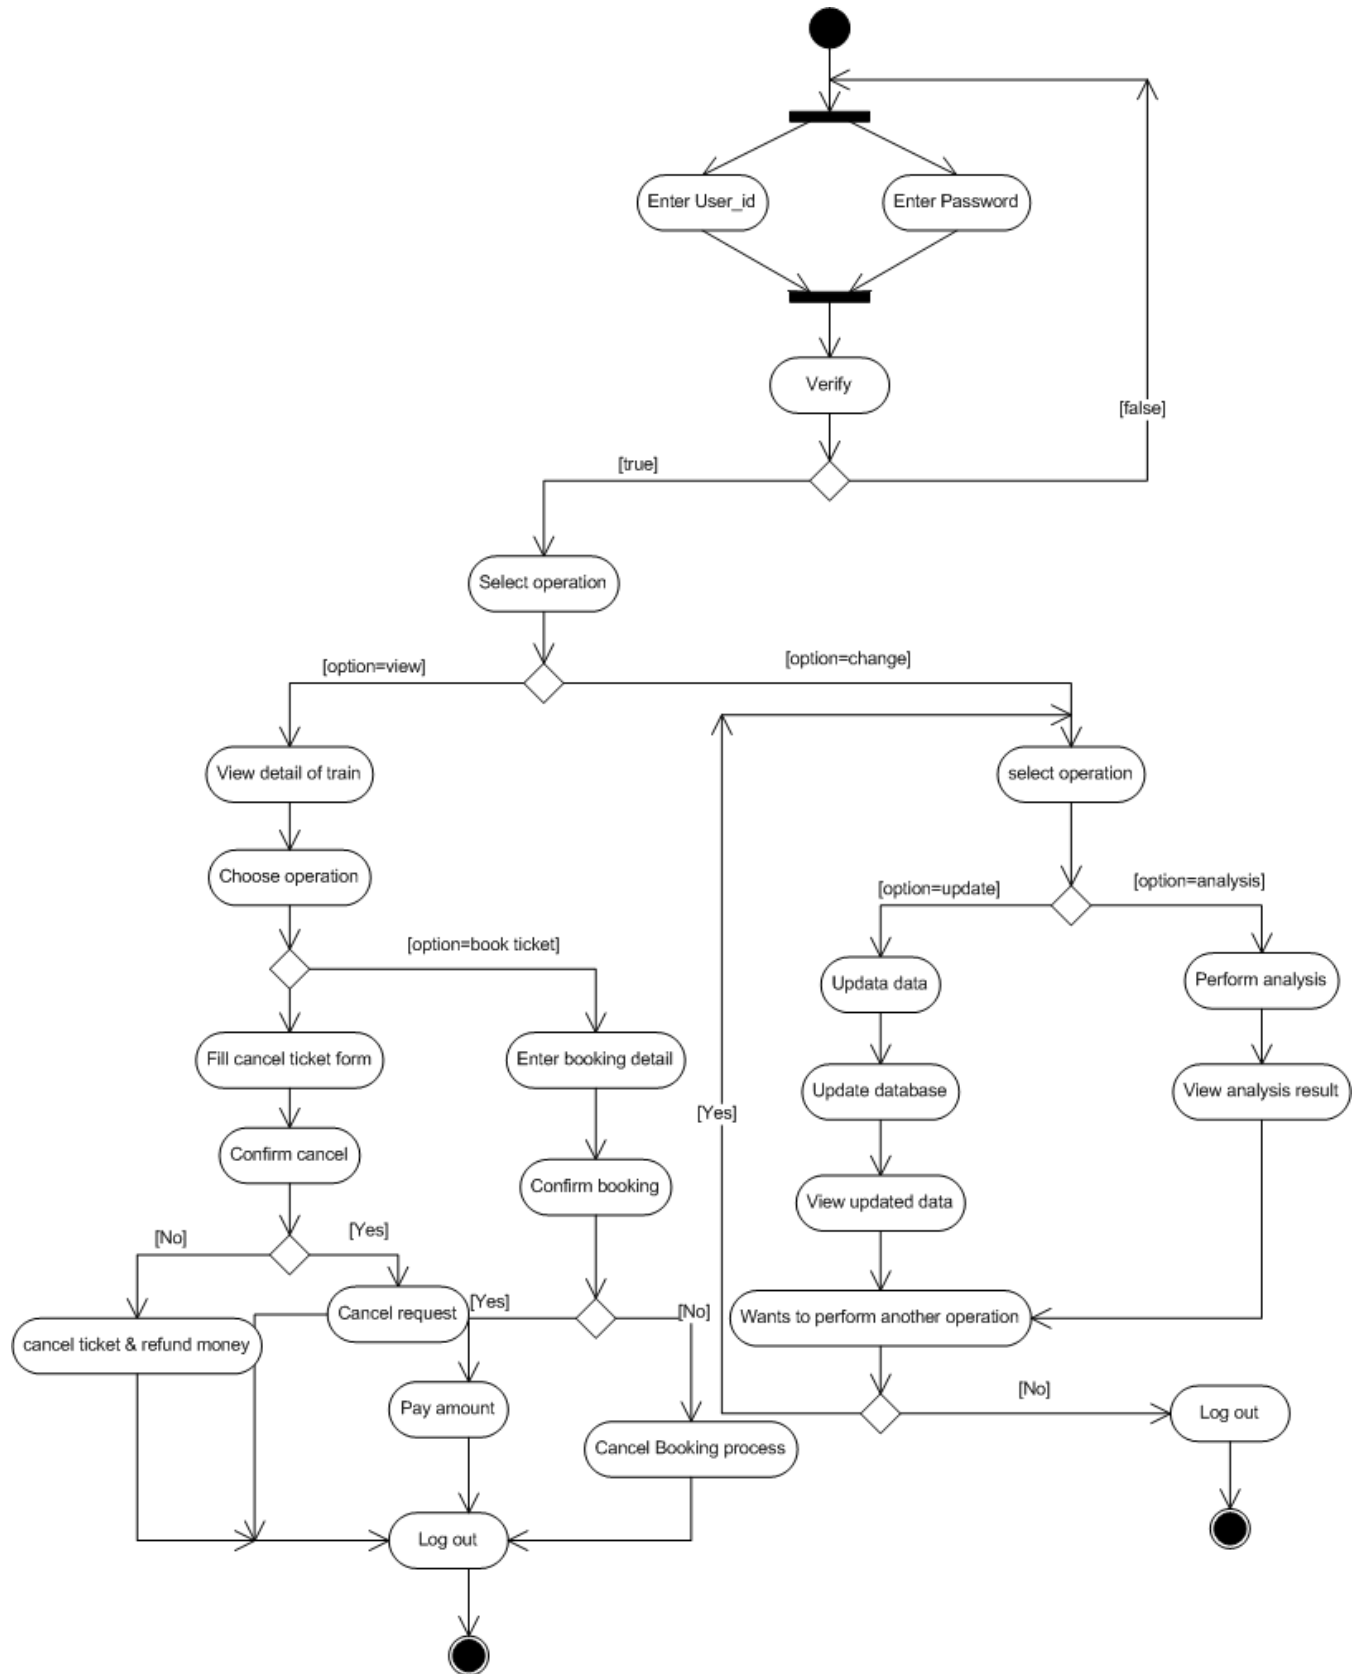 Enter User_id
Enter Password
Verify
[false]
[true]
Select operation
[option=view]
[option=change]
View detail of train
select operation
Choose operation
[option=update]
[option=analysis]
[option=book ticket]
Updata data
Perform analysis
Fill cancel ticket form
Enter booking detail
Update database
View analysis result
[Yes]
Confirm cancel
Confirm booking
View updated data
[No]
[Yes]
Cancel request
[Yes]
[No]
Wants to perform another operation
cancel ticket & refund money
[No]
Pay amount
Log out
Cancel Booking process
Log out